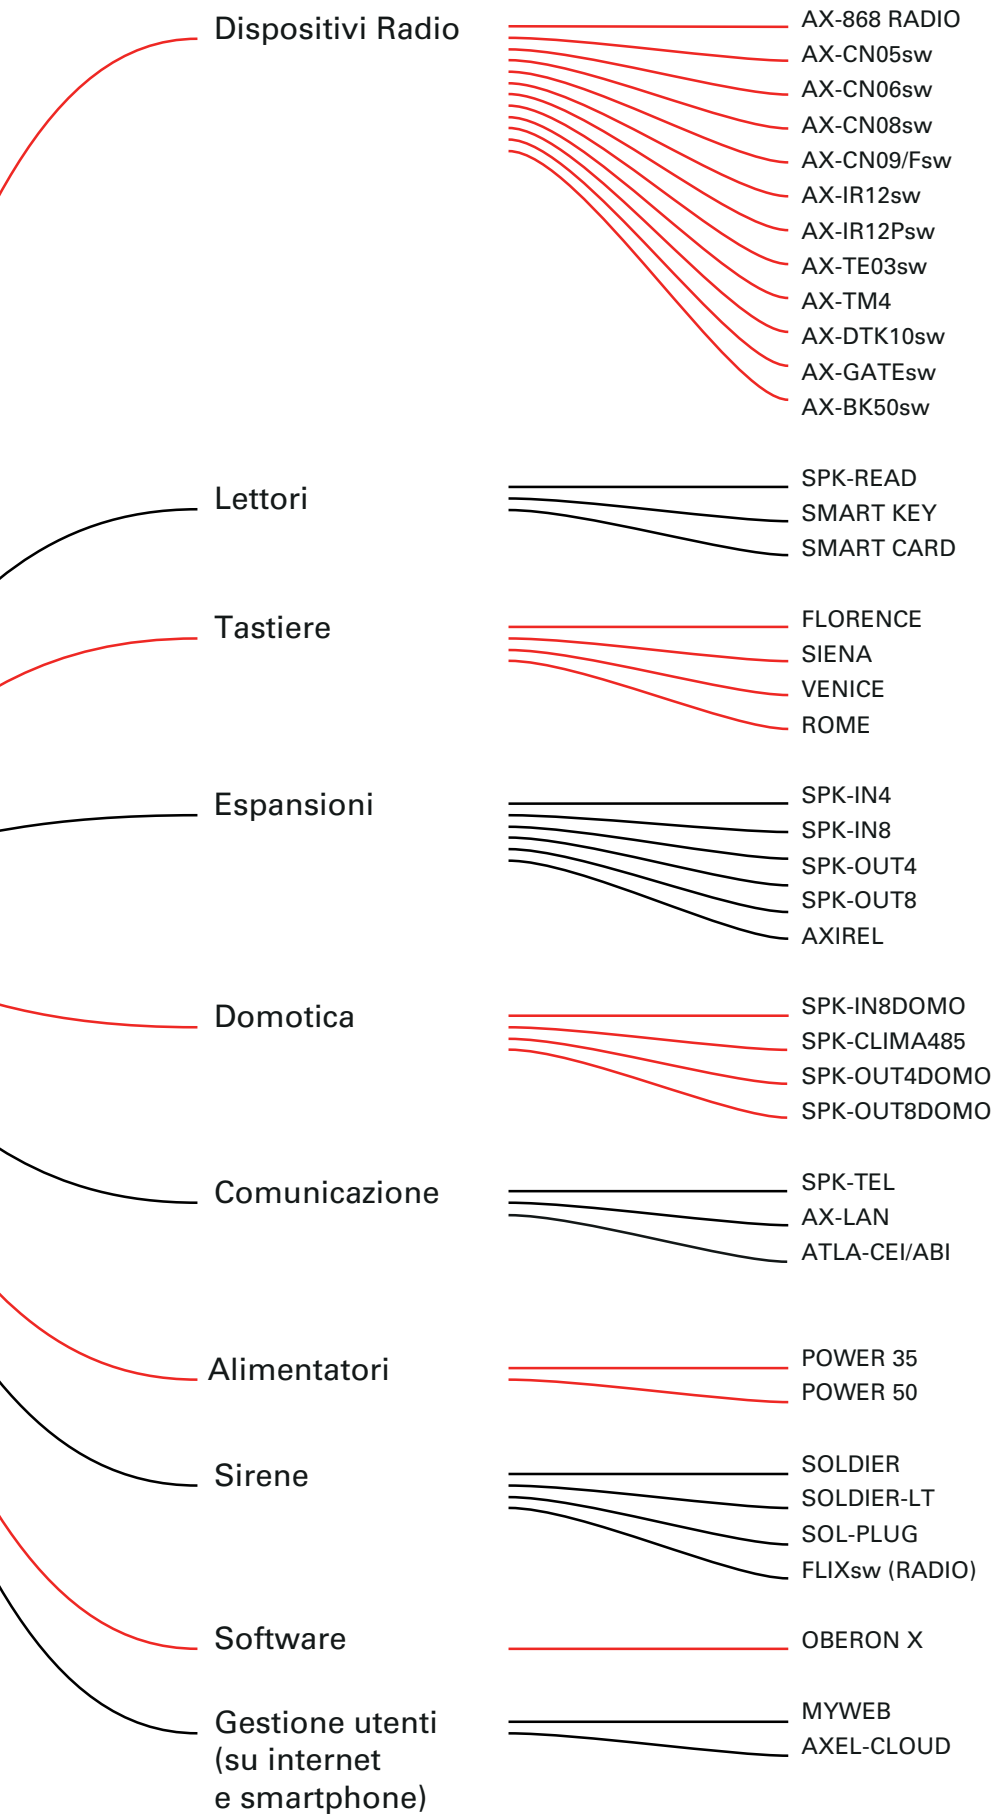 Dispositivi Radio
AX-868 RADIO
AX-CN05sw
AX-CN06sw
AX-CN08sw
AX-CN09/Fsw
AX-IR12sw
AX-IR12Psw
AX-TE03sw
AX-TM4
AX-DTK10sw
AX-GATEsw
AX-BK50sw
Lettori
SPK-READ
SMART KEY
SMART CARD
Tastiere
FLORENCE
SIENA
VENICE
ROME
Espansioni
SPK-IN4
SPK-IN8
SPK-OUT4
SPK-OUT8
AXIREL
Domotica
SPK-IN8DOMO
SPK-CLIMA485
SPK-OUT4DOMO
SPK-OUT8DOMO
Comunicazione
SPK-TEL
AX-LAN
ATLA-CEI/ABI
Alimentatori
POWER 35
POWER 50
Sirene
SOLDIER
SOLDIER-LT
SOL-PLUG
FLIXsw (RADIO)
Software
OBERON X
Gestione utenti
(su internet
e smartphone)
MYWEB
AXEL-CLOUD